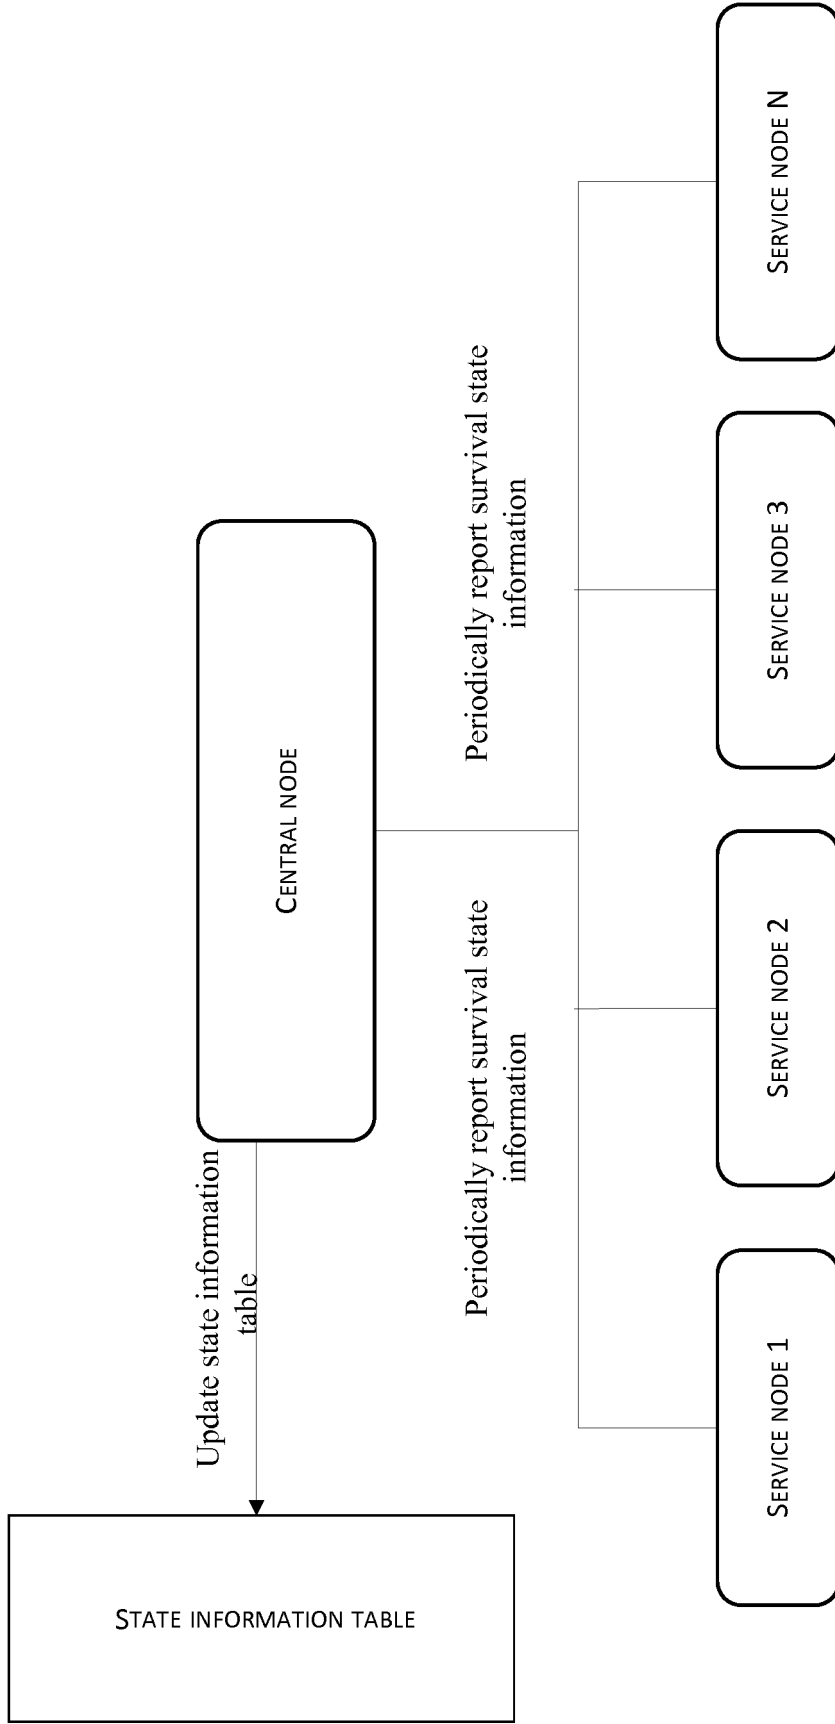 STATE INFORMATION TABLE
Update state information
table
CENTRAL NODE
Periodically report survival state
information
Periodically report survival state
information
SERVICE NODE 1
SERVICE NODE 2
SERVICE NODE 3
SERVICE NODE N